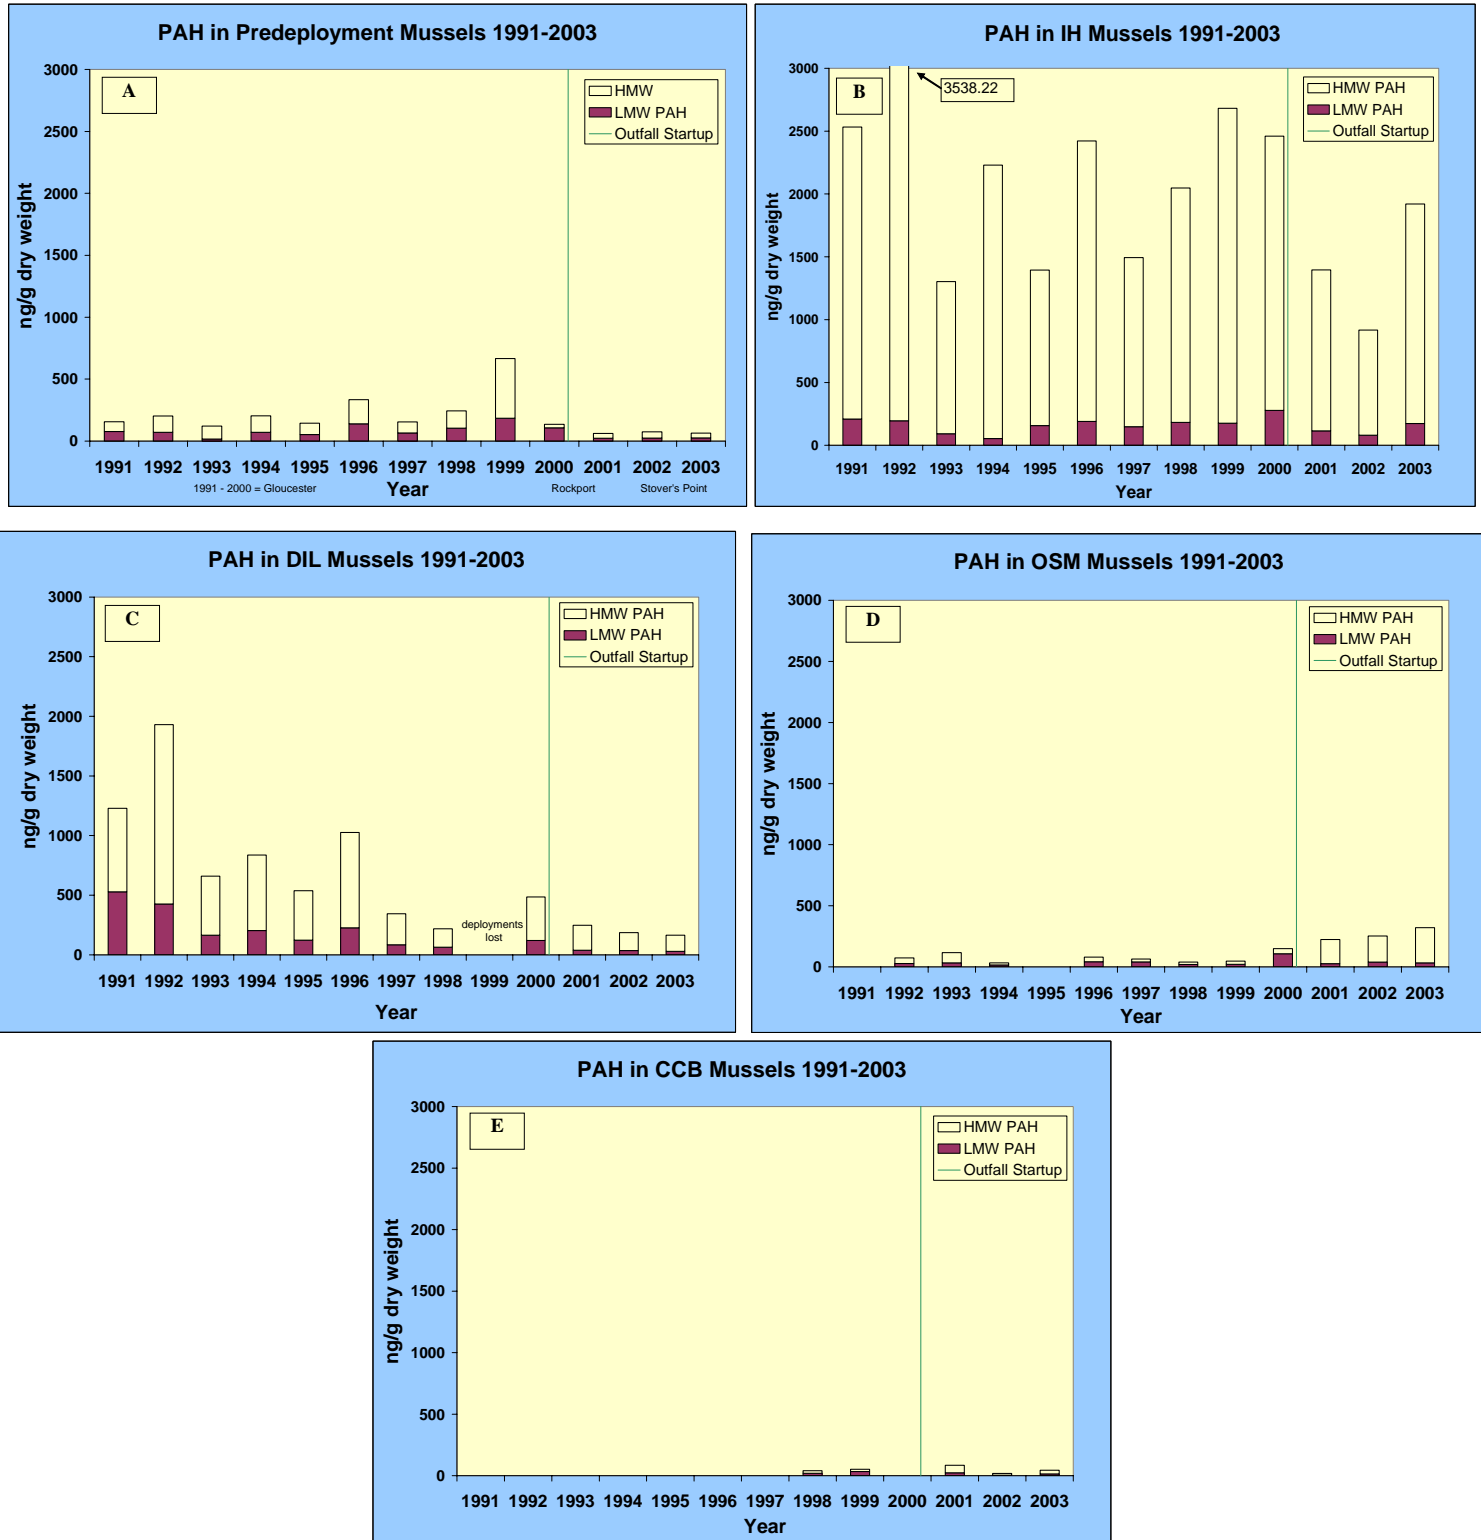 PAH in Predeployment Mussels 1991-2003
A
HMW
LMW PAH
Outfall Startup
ng/g dry weight
3000
2500
2000
1500
1000
500
0
1991 1992 1993 1994 1995 1996 1997 1998 1999 2000 2001 2002 2003
1991 - 2000 = Gloucester Year Rockport Stover's Point
PAH in IH Mussels 1991-2003
B
3538.22
HMW PAH
LMW PAH
Outfall Startup
ng/g dry weight
3000
2500
2000
1500
1000
500
0
1991 1992 1993 1994 1995 1996 1997 1998 1999 2000 2001 2002 2003
Year
PAH in DIL Mussels 1991-2003
C
HMW PAH
LMW PAH
Outfall Startup
ng/g dry weight
3000
2500
2000
1500
1000
500
0
deployments
lost
1991 1992 1993 1994 1995 1996 1997 1998 1999 2000 2001 2002 2003
Year
PAH in OSM Mussels 1991-2003
D
HMW PAH
LMW PAH
Outfall Startup
ng/g dry weight
3000
2500
2000
1500
1000
500
0
1991 1992 1993 1994 1995 1996 1997 1998 1999 2000 2001 2002 2003
Year
PAH in CCB Mussels 1991-2003
E
HMW PAH
LMW PAH
Outfall Startup
ng/g dry weight
3000
2500
2000
1500
1000
500
0
1991 1992 1993 1994 1995 1996 1997 1998 1999 2000 2001 2002 2003
Year